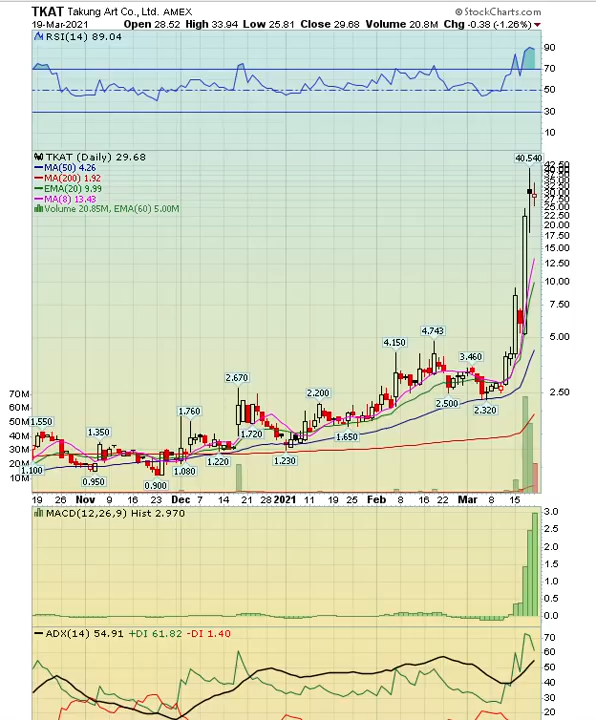 TKAT Takung Art Co., Ltd. AMEX © StockCharts.com
19-Mar-2021 Open 28.52 High 33.94 Low 25.81 Close 29.68 Volume 20.8M Chg -0.38 (-1.26%)
RSI(14) 89.04
90
70
50
30
10
TKAT (Daily) 29.68
MA(50) 4.26
MA(200) 1.92
EMA(20) 9.99
MA(8) 13.43
Volume 20.85M, EMA(60) 5.00M
40.540
42.50
40.00
35.00
32.50
30.00
27.50
25.00
22.50
20.00
17.50
15.00
12.50
10.00
7.50
5.00
2.50
4.150
4.743
3.460
2.670
2.200
2.500
2.320
1.760
1.720
1.650
1.550
1.350
1.220
1.230
1.100
1.080
0.950
0.900
70M
60M
50M
40M
30M
20M
10M
19 26 Nov 9 16 23 Dec 7 14 21 28 2021 11 19 25 Feb 8 16 22 Mar 8 15
MACD(12,26,9) Hist 2.970
3.0
2.5
2.0
1.5
1.0
0.5
0.0
ADX(14) 54.91 +DI 61.82 -DI 1.40
70
60
50
40
30
20